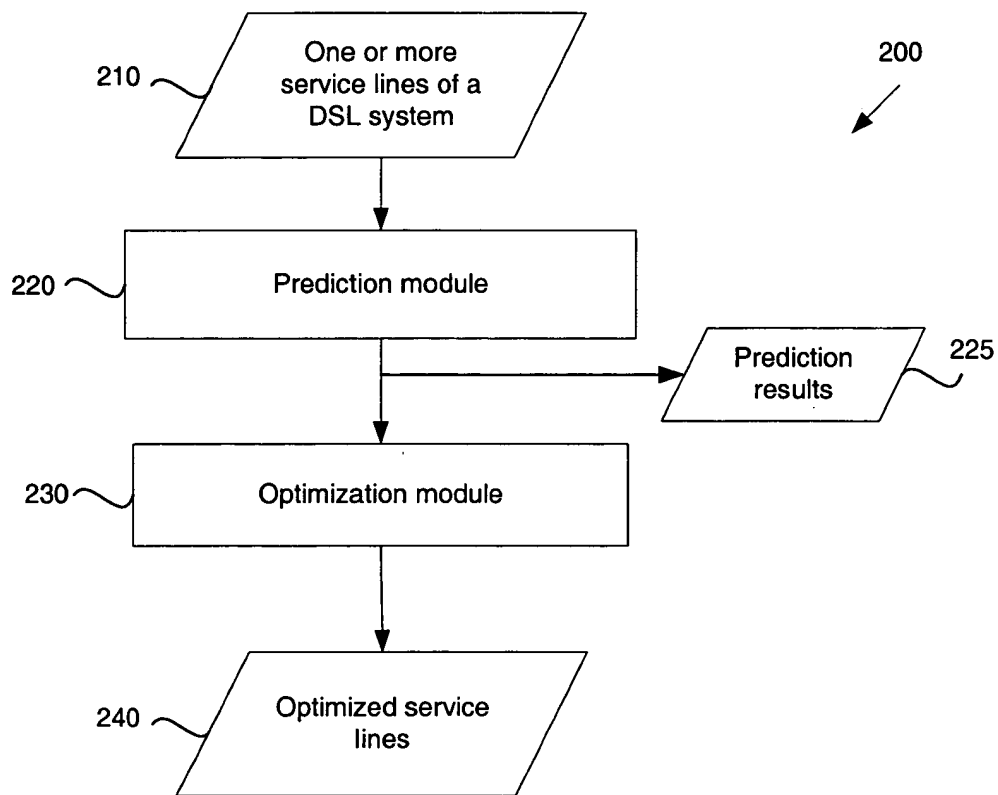 One or more
service lines of a
DSL system
210
200
Prediction module
220
Prediction
results
225
Optimization module
230
Optimized service
lines
240